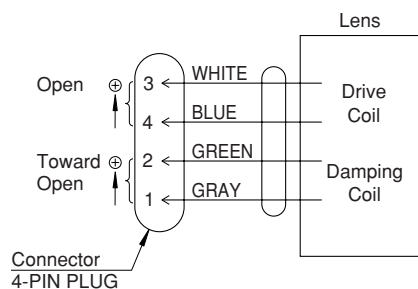 Lens
Open
3
WHITE
Drive
Coil
4
BLUE
Toward
Open
2
GREEN
Damping
Coil
1
GRAY
Connector
4-PIN PLUG